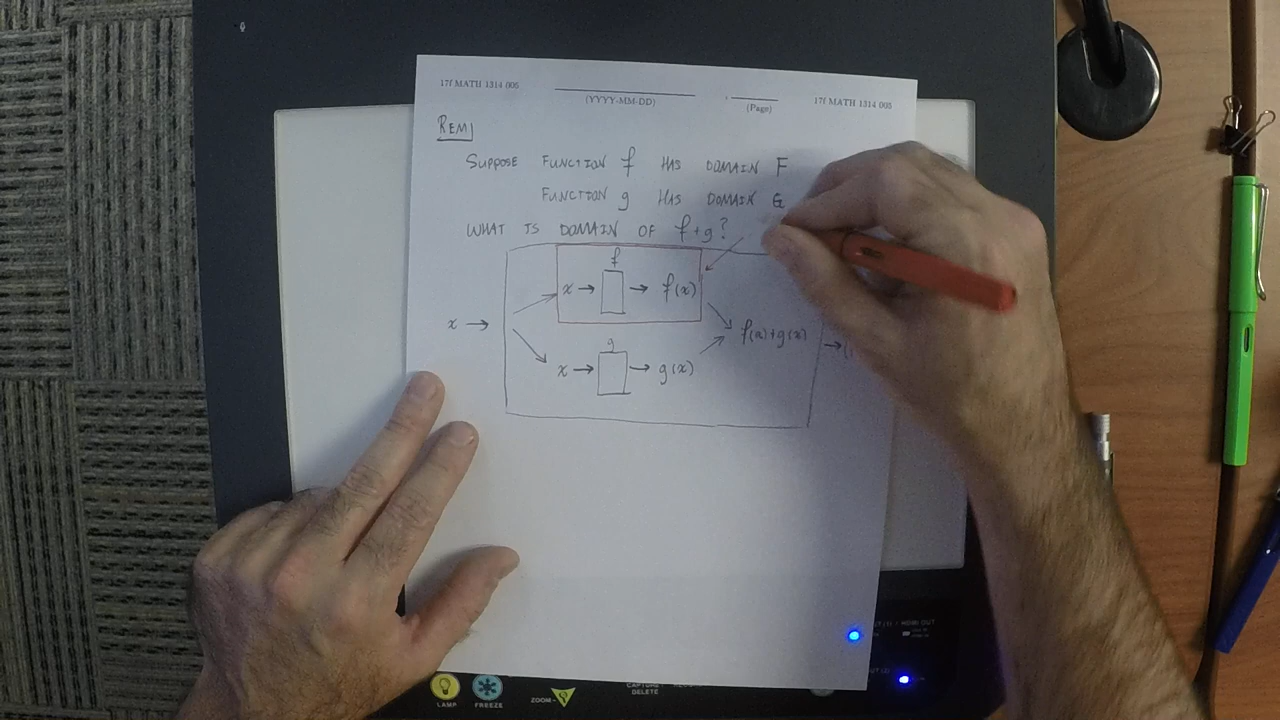 17f MATH 1314 005
(YYYY-MM-DD)
(Page)
17f MATH 1314 005
REM
SUPPOSE FUNCTION f HAS DOMAIN F
FUNCTION g HAS DOMAIN G
WHAT IS DOMAIN OF f+g?
f
x → → f(x)
x →
f(x)+g(x) →
g
x → → g(x)
LAMP
FREEZE
ZOOM
DELETE